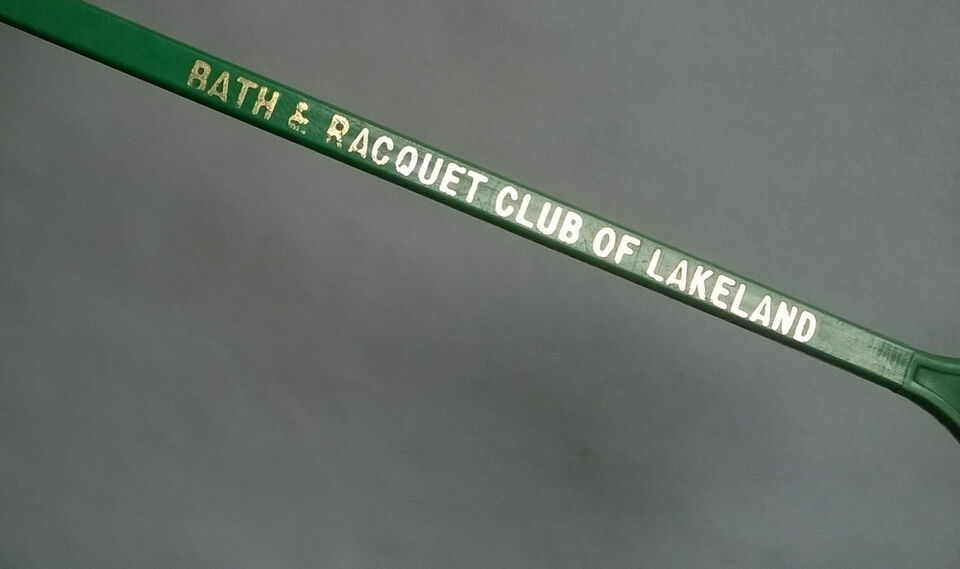 BATH & RACQUET CLUB OF LAKELAND